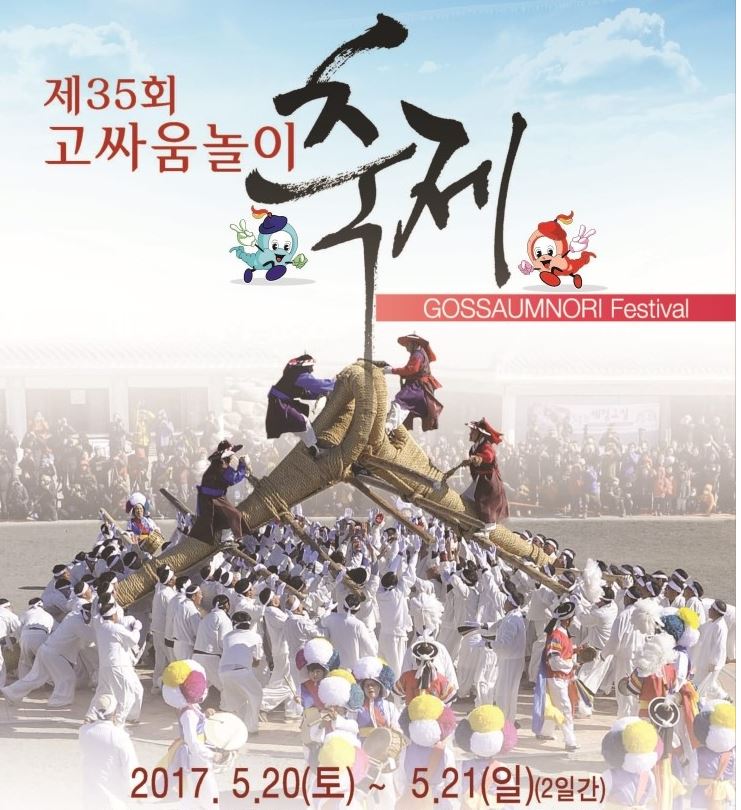 제35회
고싸움놀이
축제
GOSSAUMNORI Festival
2017. 5.20(토) ~ 5.21(일)(2일간)